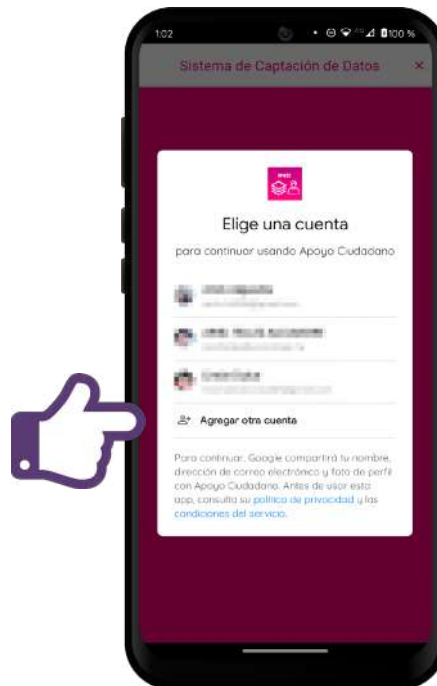 1:02
4G
100 %
Sistema de Captación de Datos ×
Elige una cuenta
para continuar usando Apoyo Ciudadano
Agregar otra cuenta
Para continuar, Google compartirá tu nombre,
dirección de correo electrónico y foto de perfil
con Apoyo Ciudadano. Antes de usar esta
app, consulta su política de privacidad y las
condiciones del servicio.